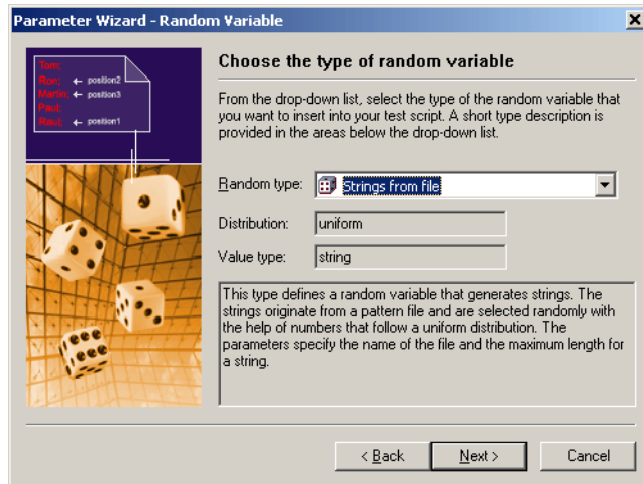 Parameter Wizard - Random Variable
Tom;
Ron; ← position2
Martin; ← position3
Paul;
Raul; ← position1
Choose the type of random variable
From the drop-down list, select the type of the random variable that
you want to insert into your test script. A short type description is
provided in the areas below the drop-down list.
Random type: Strings from file
Distribution: uniform
Value type: string
This type defines a random variable that generates strings. The
strings originate from a pattern file and are selected randomly with
the help of numbers that follow a uniform distribution. The
parameters specify the name of the file and the maximum length for
a string.
< Back Next > Cancel